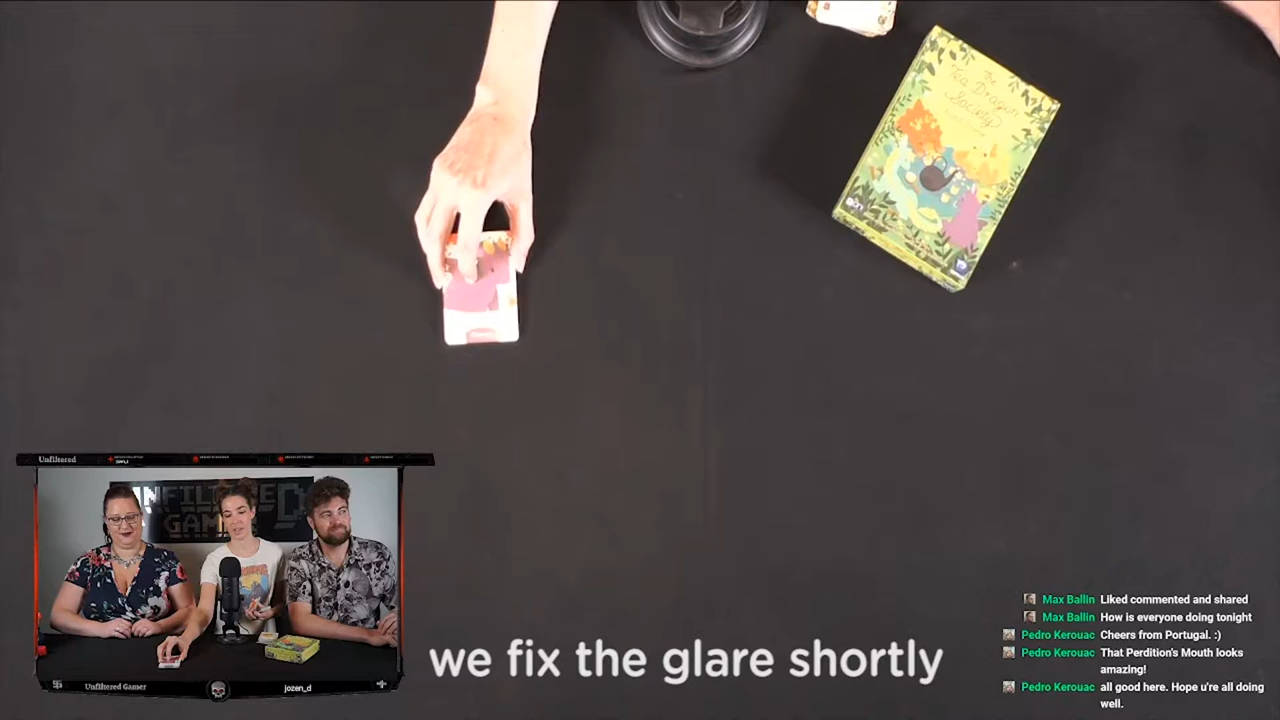 The
Tea Dragon
Society
Unfiltered
UNFILTERED
GAMER
Unfiltered Gamer
jozen_d
we fix the glare shortly
Max Ballin Liked commented and shared
Max Ballin How is everyone doing tonight
Pedro Kerouac Cheers from Portugal. :)
Pedro Kerouac That Perdition's Mouth looks
amazing!
Pedro Kerouac all good here. Hope u're all doing
well.